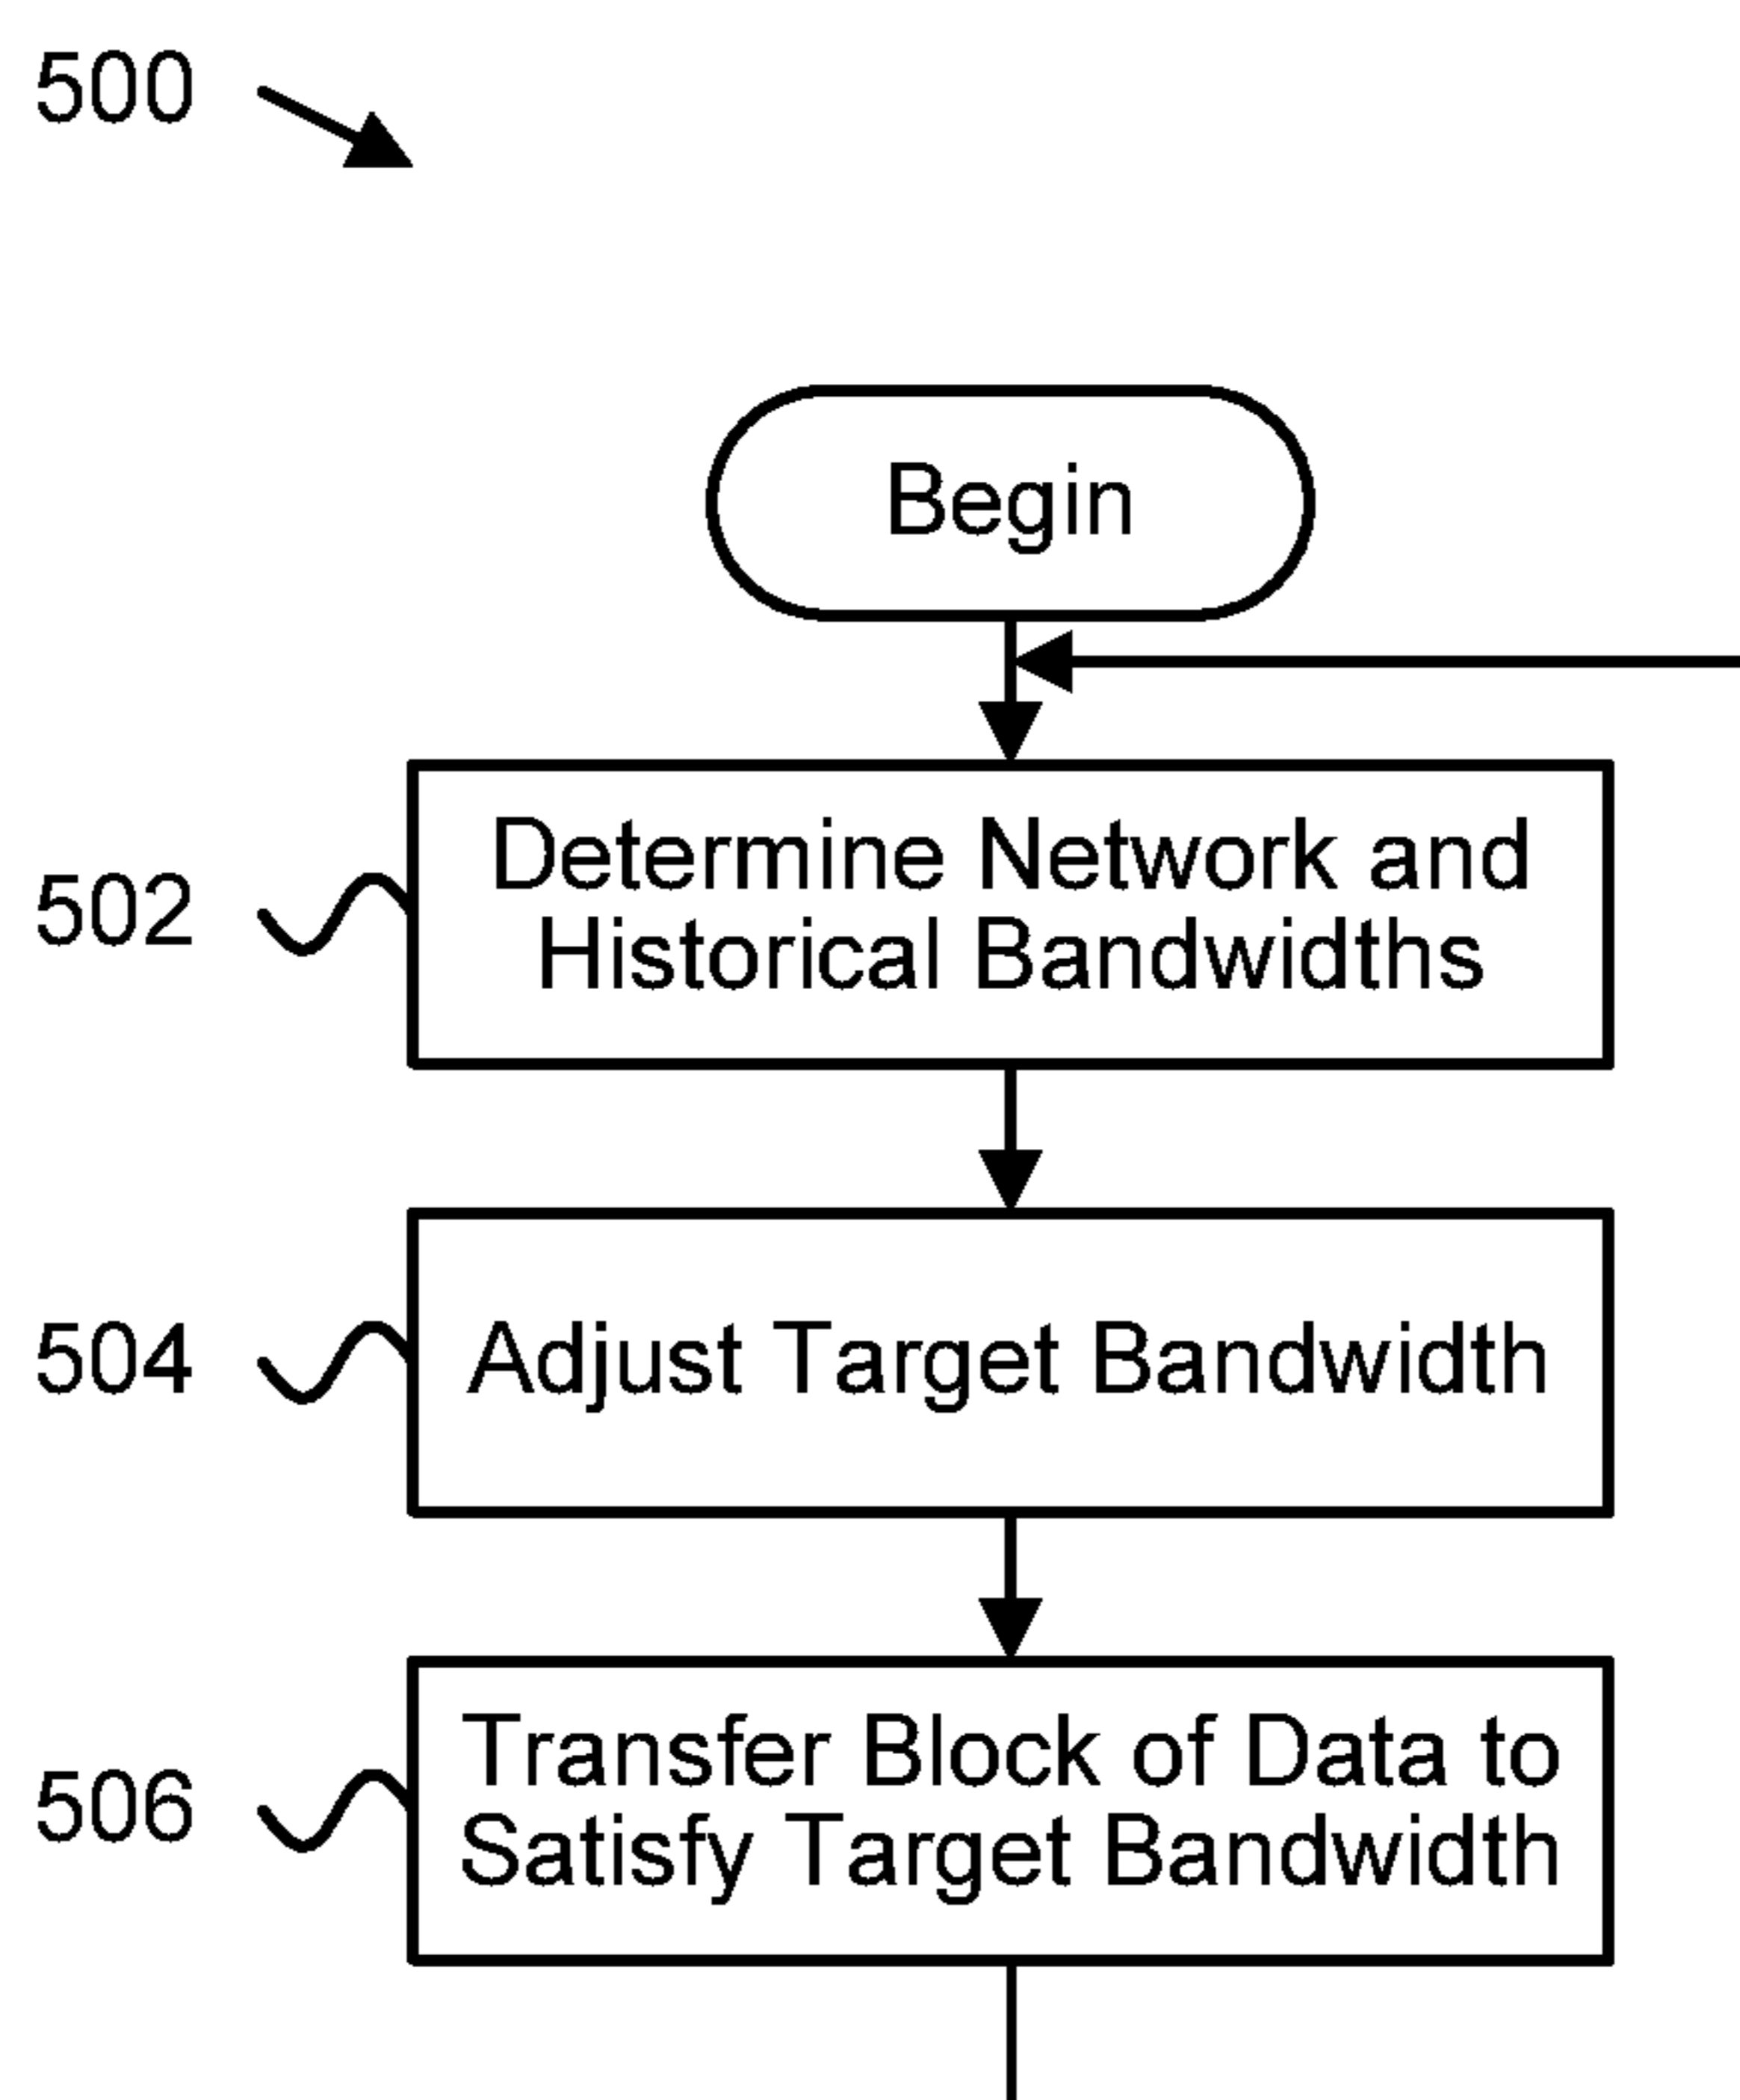 500
Begin
502
Determine Network and
Historical Bandwidths
504
Adjust Target Bandwidth
506
Transfer Block of Data to
Satisfy Target Bandwidth